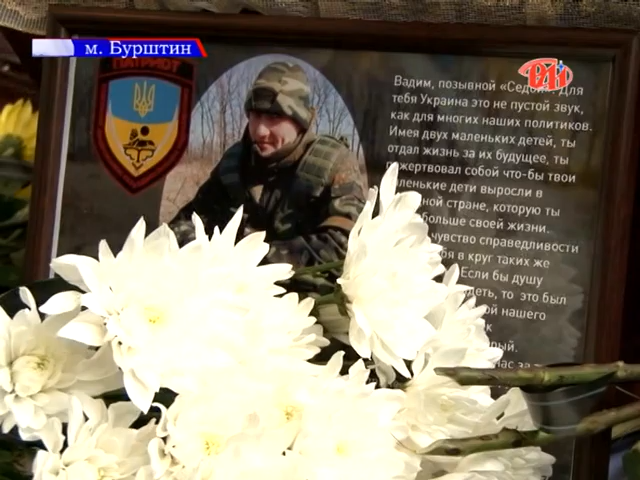 м. Бурштин
ПАТРИОТ
Вадим, позывной Для
тебя Украина это не пустой звук,
как для многих наших политиков.
Имея двух маленьких детей, ты
отдал жизнь за их будущее, ты
пожертвовал собой что-бы твои
маленькие дети выросли в
стране, которую ты
больше своей жизни.
чувство справедливости
в круг таких же
Если бы душу
то это был
нашего